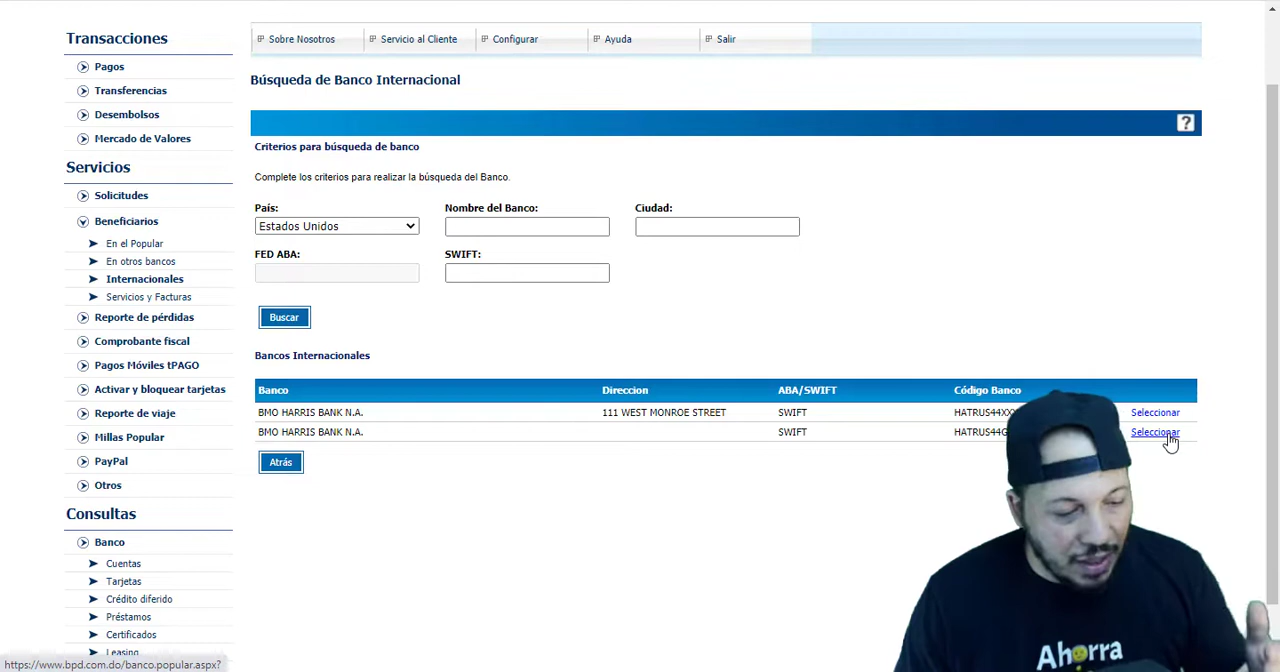 Transacciones
Pagos
Transferencias
Desembolsos
Mercado de Valores
Servicios
Solicitudes
Beneficiarios
En el Popular
En otros bancos
Internacionales
Servicios y Facturas
Reporte de pérdidas
Comprobante fiscal
Pagos Móviles tPAGO
Activar y bloquear tarjetas
Reporte de viaje
Millas Popular
PayPal
Otros
Consultas
Banco
Cuentas
Tarjetas
Crédito diferido
Préstamos
Certificados
Leasing
https://www.bpd.com.do/banco.popular.aspx?
Sobre Nosotros Servicio al Cliente Configurar Ayuda Salir
Búsqueda de Banco Internacional
?
Criterios para búsqueda de banco
Complete los criterios para realizar la búsqueda del Banco.
País: Nombre del Banco: Ciudad:
Estados Unidos
FED ABA: SWIFT:
Buscar
Bancos Internacionales
Banco Direccion ABA/SWIFT Código Banco
BMO HARRIS BANK N.A. 111 WEST MONROE STREET SWIFT Seleccionar
BMO HARRIS BANK N.A. SWIFT Seleccionar
Atrás
Ahorra